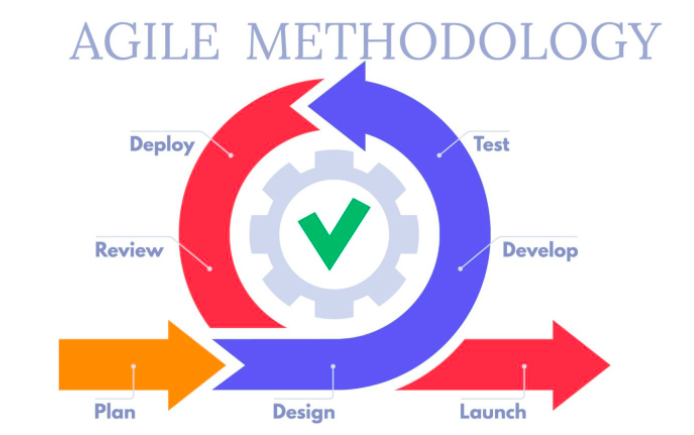 AGILE METHODOLOGY
Deploy
Test
Review
Develop
Plan
Design
Launch